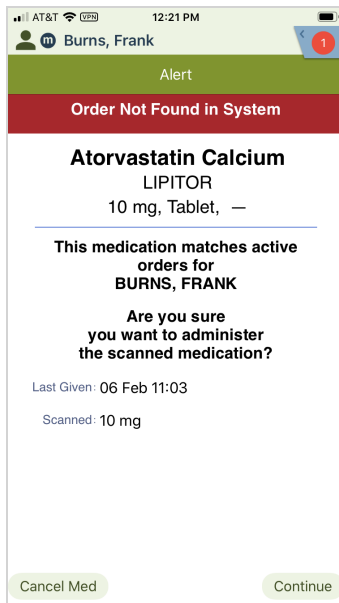 AT&T VPN 12:21 PM
m Burns, Frank
1
Alert
Order Not Found in System
Atorvastatin Calcium
LIPITOR
10 mg, Tablet, —
This medication matches active
orders for
BURNS, FRANK
Are you sure
you want to administer
the scanned medication?
Last Given: 06 Feb 11:03
Scanned: 10 mg
Cancel Med Continue